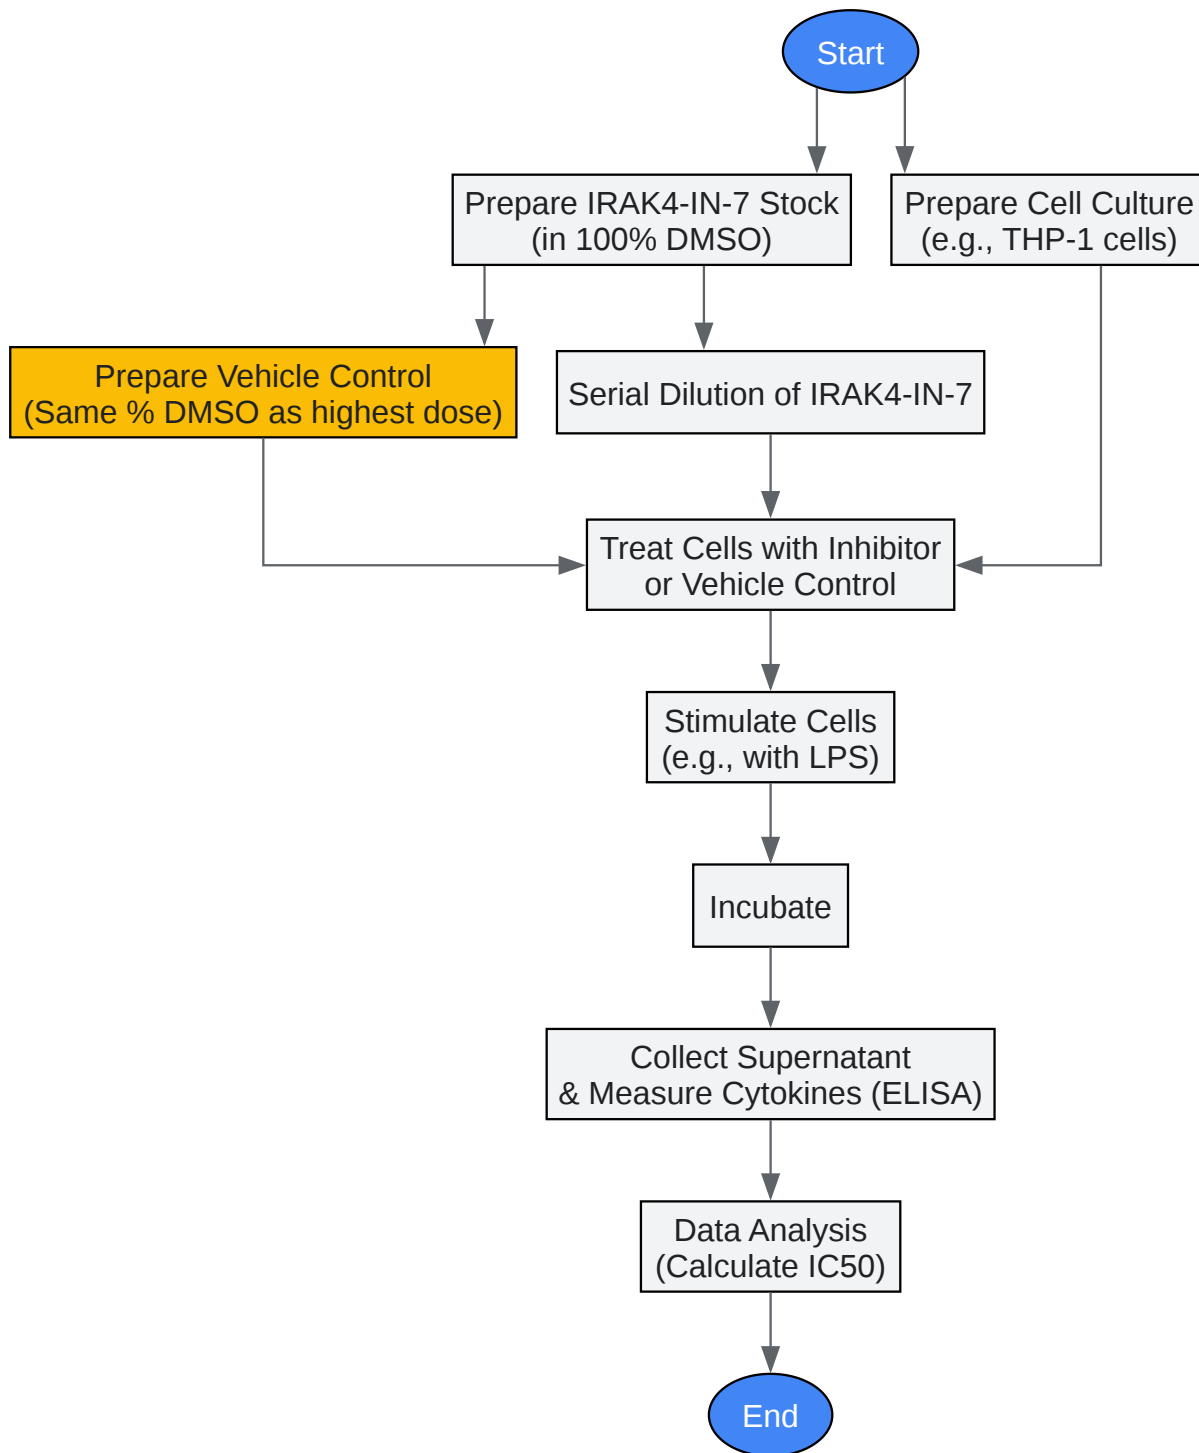 Start
Prepare IRAK4-IN-7 Stock
(in 100% DMSO)
Prepare Cell Culture
(e.g., THP-1 cells)
Prepare Vehicle Control
(Same % DMSO as highest dose)
Serial Dilution of IRAK4-IN-7
Treat Cells with Inhibitor
or Vehicle Control
Stimulate Cells
(e.g., with LPS)
Incubate
Collect Supernatant
& Measure Cytokines (ELISA)
Data Analysis
(Calculate IC50)
End